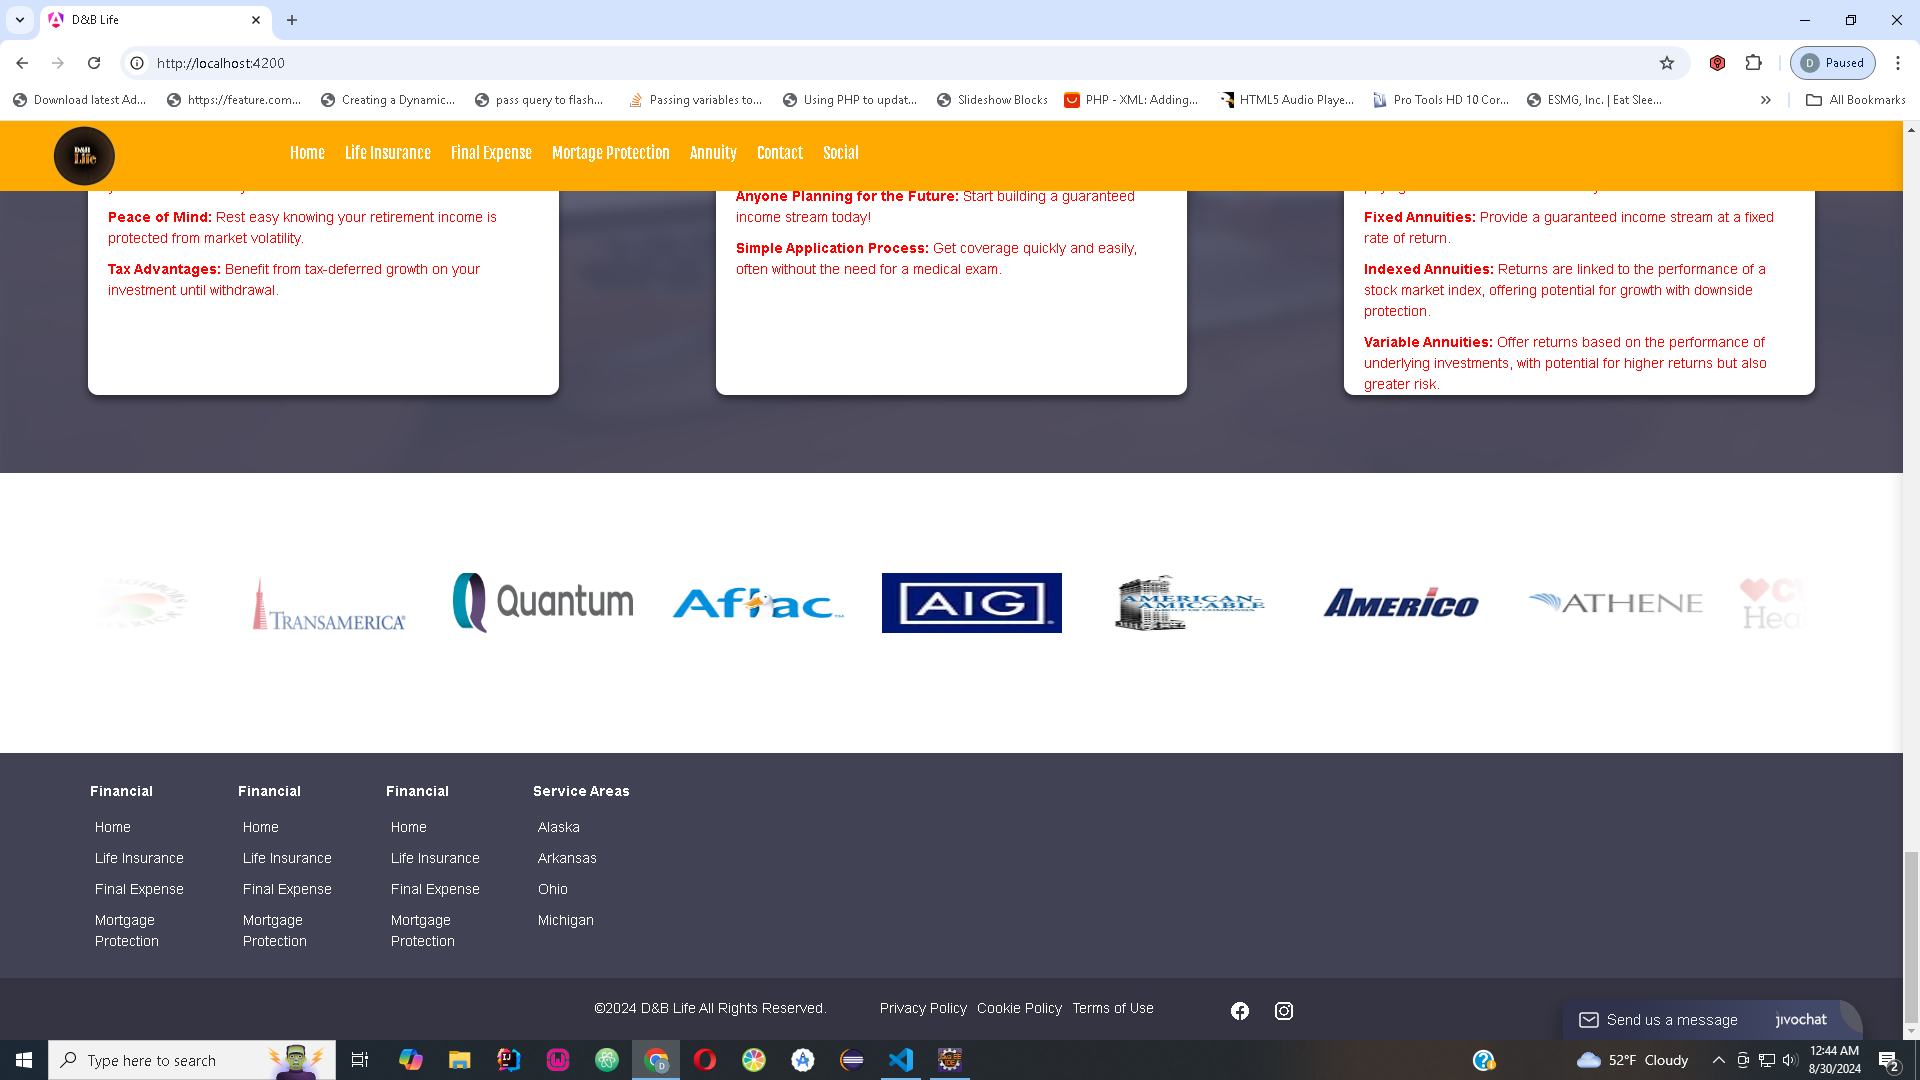 D&B Life
http://localhost:4200
Paused
Download latest Ad...
https://feature.com...
Creating a Dynamic...
pass query to flash...
Passing variables to...
Using PHP to updat...
Slideshow Blocks
PHP - XML: Adding...
HTML5 Audio Playe...
Pro Tools HD 10 Cor...
ESMG, Inc. | Eat Slee...
All Bookmarks
D&B Life
Home Life Insurance Final Expense Mortage Protection Annuity Contact Social
Peace of Mind: Rest easy knowing your retirement income is
protected from market volatility.
Tax Advantages: Benefit from tax-deferred growth on your
investment until withdrawal.
Anyone Planning for the Future: Start building a guaranteed
income stream today!
Simple Application Process: Get coverage quickly and easily,
often without the need for a medical exam.
Fixed Annuities: Provide a guaranteed income stream at a fixed
rate of return.
Indexed Annuities: Returns are linked to the performance of a
stock market index, offering potential for growth with downside
protection.
Variable Annuities: Offer returns based on the performance of
underlying investments, with potential for higher returns but also
greater risk.
TRANSAMERICA
Quantum
Aflac
AIG
AMERICAN-
AMICABLE
AMERICO
ATHENE
Financial
Home
Life Insurance
Final Expense
Mortgage
Protection
Financial
Home
Life Insurance
Final Expense
Mortgage
Protection
Financial
Home
Life Insurance
Final Expense
Mortgage
Protection
Service Areas
Alaska
Arkansas
Ohio
Michigan
©2024 D&B Life All Rights Reserved.
Privacy Policy Cookie Policy Terms of Use
Send us a message jivochat
Type here to search
52°F Cloudy
12:44 AM
8/30/2024
2